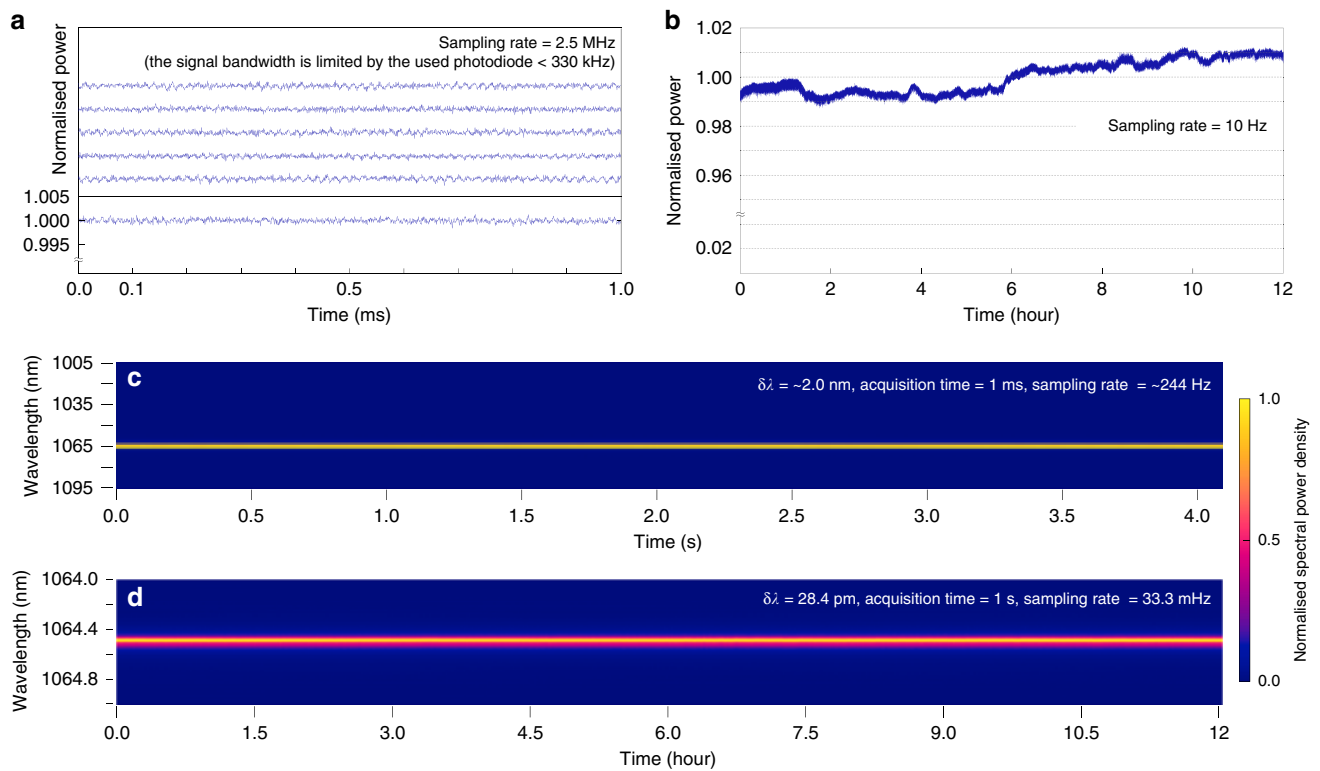 a
Normalised power
Sampling rate = 2.5 MHz
(the signal bandwidth is limited by the used photodiode < 330 kHz)
1.005
1.000
0.995
0.0 0.1 0.5 1.0
Time (ms)
b
Normalised power
1.02
1.00
0.98
0.96
0.02
Sampling rate = 10 Hz
0 2 4 6 8 10 12
Time (hour)
c
Wavelength (nm)
1005
1035
1065
1095
δλ = ~2.0 nm, acquisition time = 1 ms, sampling rate = ~244 Hz
0.0 0.5 1.0 1.5 2.0 2.5 3.0 3.5 4.0
Time (s)
d
Wavelength (nm)
1064.0
1064.4
1064.8
δλ = 28.4 pm, acquisition time = 1 s, sampling rate = 33.3 mHz
0.0 1.5 3.0 4.5 6.0 7.5 9.0 10.5 12
Time (hour)
1.0
0.5
0.0
Normalised spectral power density